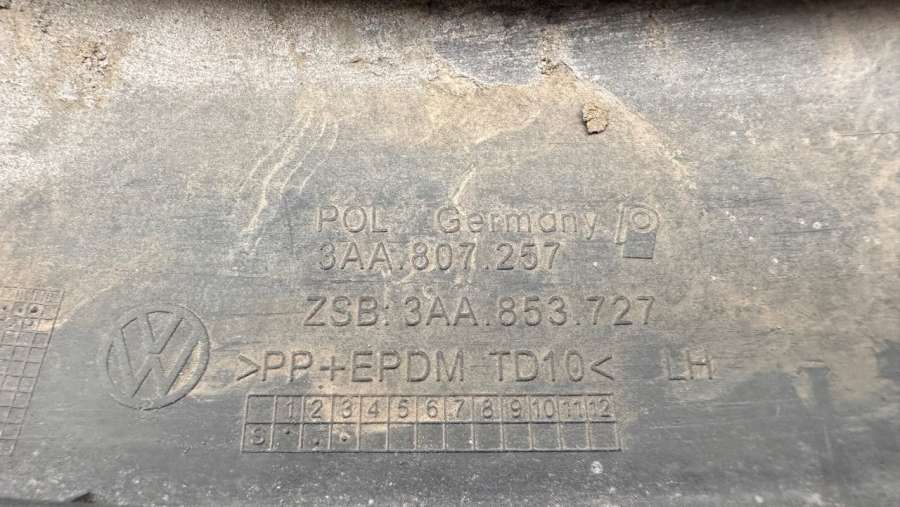 POL Germany
3AA.807.257
ZSB: 3AA.853.727
>PP+EPDM TD10< LH
1 2 3 4 5 6 7 8 9 10 11 12
S